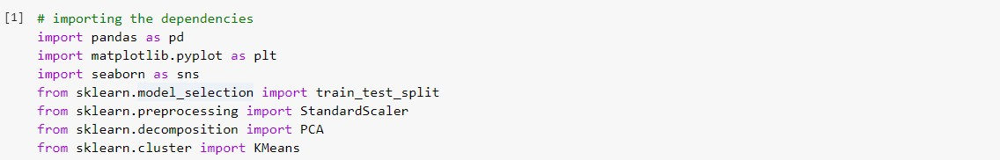 [1] # importing the dependencies
import pandas as pd
import matplotlib.pyplot as plt
import seaborn as sns
from sklearn.model_selection import train_test_split
from sklearn.preprocessing import StandardScaler
from sklearn.decomposition import PCA
from sklearn.cluster import KMeans